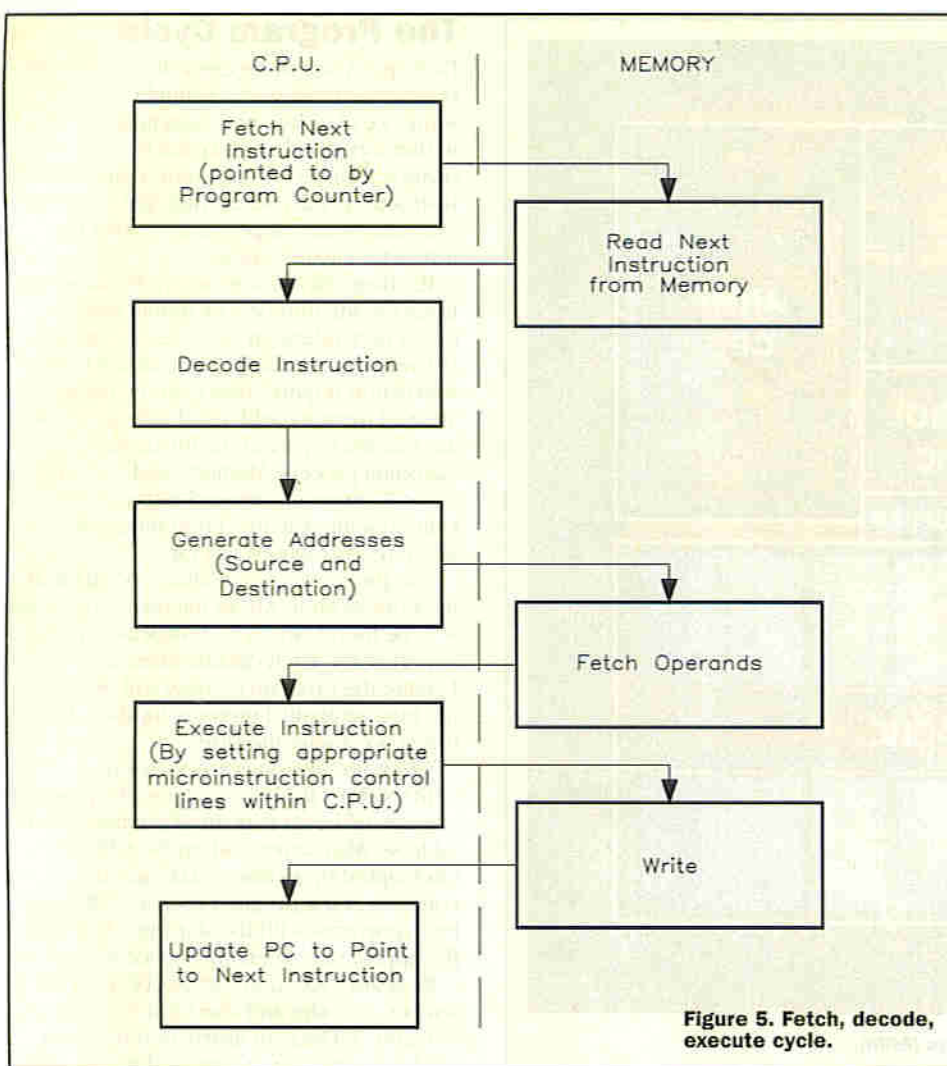 The Program Cycle
C.P.U.
MEMORY
Fetch Next
Instruction
(pointed to by
Program Counter)
Read Next
Instruction
from Memory
Decode Instruction
Generate Addresses
(Source and
Destination)
Fetch Operands
Execute Instruction
(By setting appropriate
microinstruction control
lines within C.P.U.)
Write
Update PC to Point
to Next Instruction
Figure 5. Fetch, decode,
execute cycle.